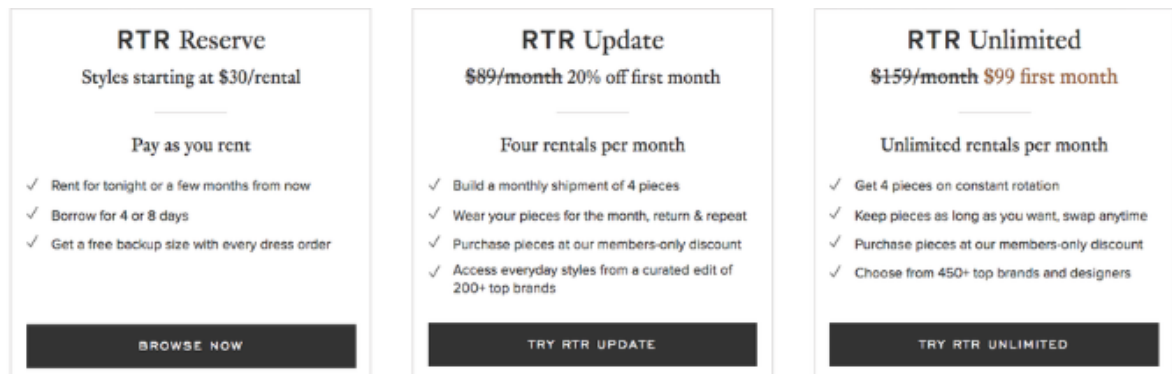 RTR Reserve
Styles starting at $30/rental
Pay as you rent
Rent for tonight or a few months from now
Borrow for 4 or 8 days
Get a free backup size with every dress order
BROWSE NOW
RTR Update
$89/month 20% off first month
Four rentals per month
Build a monthly shipment of 4 pieces
Wear your pieces for the month, return & repeat
Purchase pieces at our members-only discount
Access everyday styles from a curated edit of
200+ top brands
TRY RTR UPDATE
RTR Unlimited
$159/month $99 first month
Unlimited rentals per month
Get 4 pieces on constant rotation
Keep pieces as long as you want, swap anytime
Purchase pieces at our members-only discount
Choose from 450+ top brands and designers
TRY RTR UNLIMITED